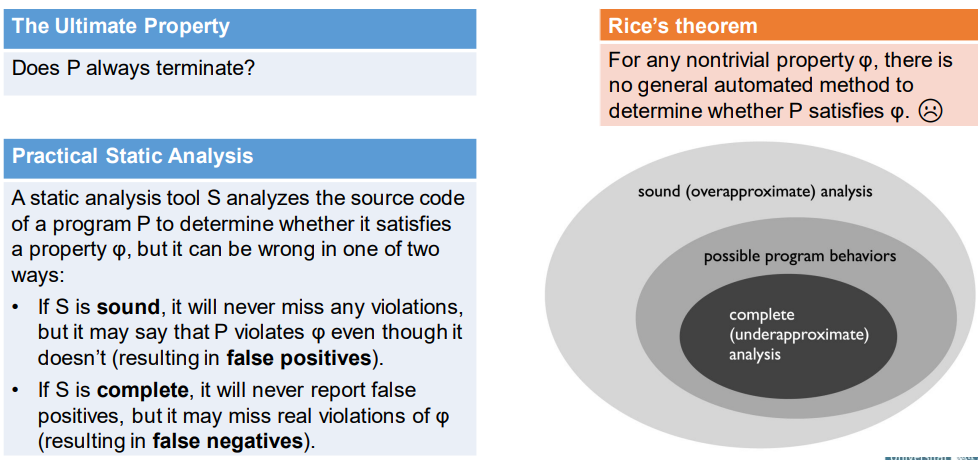 The Ultimate Property
Does P always terminate?
Practical Static Analysis
A static analysis tool S analyzes the source code
of a program P to determine whether it satisfies
a property φ, but it can be wrong in one of two
ways:
• If S is sound, it will never miss any violations,
but it may say that P violates φ even though it
doesn’t (resulting in false positives).
• If S is complete, it will never report false
positives, but it may miss real violations of φ
(resulting in false negatives).
Rice’s theorem
For any nontrivial property φ, there is
no general automated method to
determine whether P satisfies φ. ☹
sound (overapproximate) analysis
possible program behaviors
complete
(underapproximate)
analysis